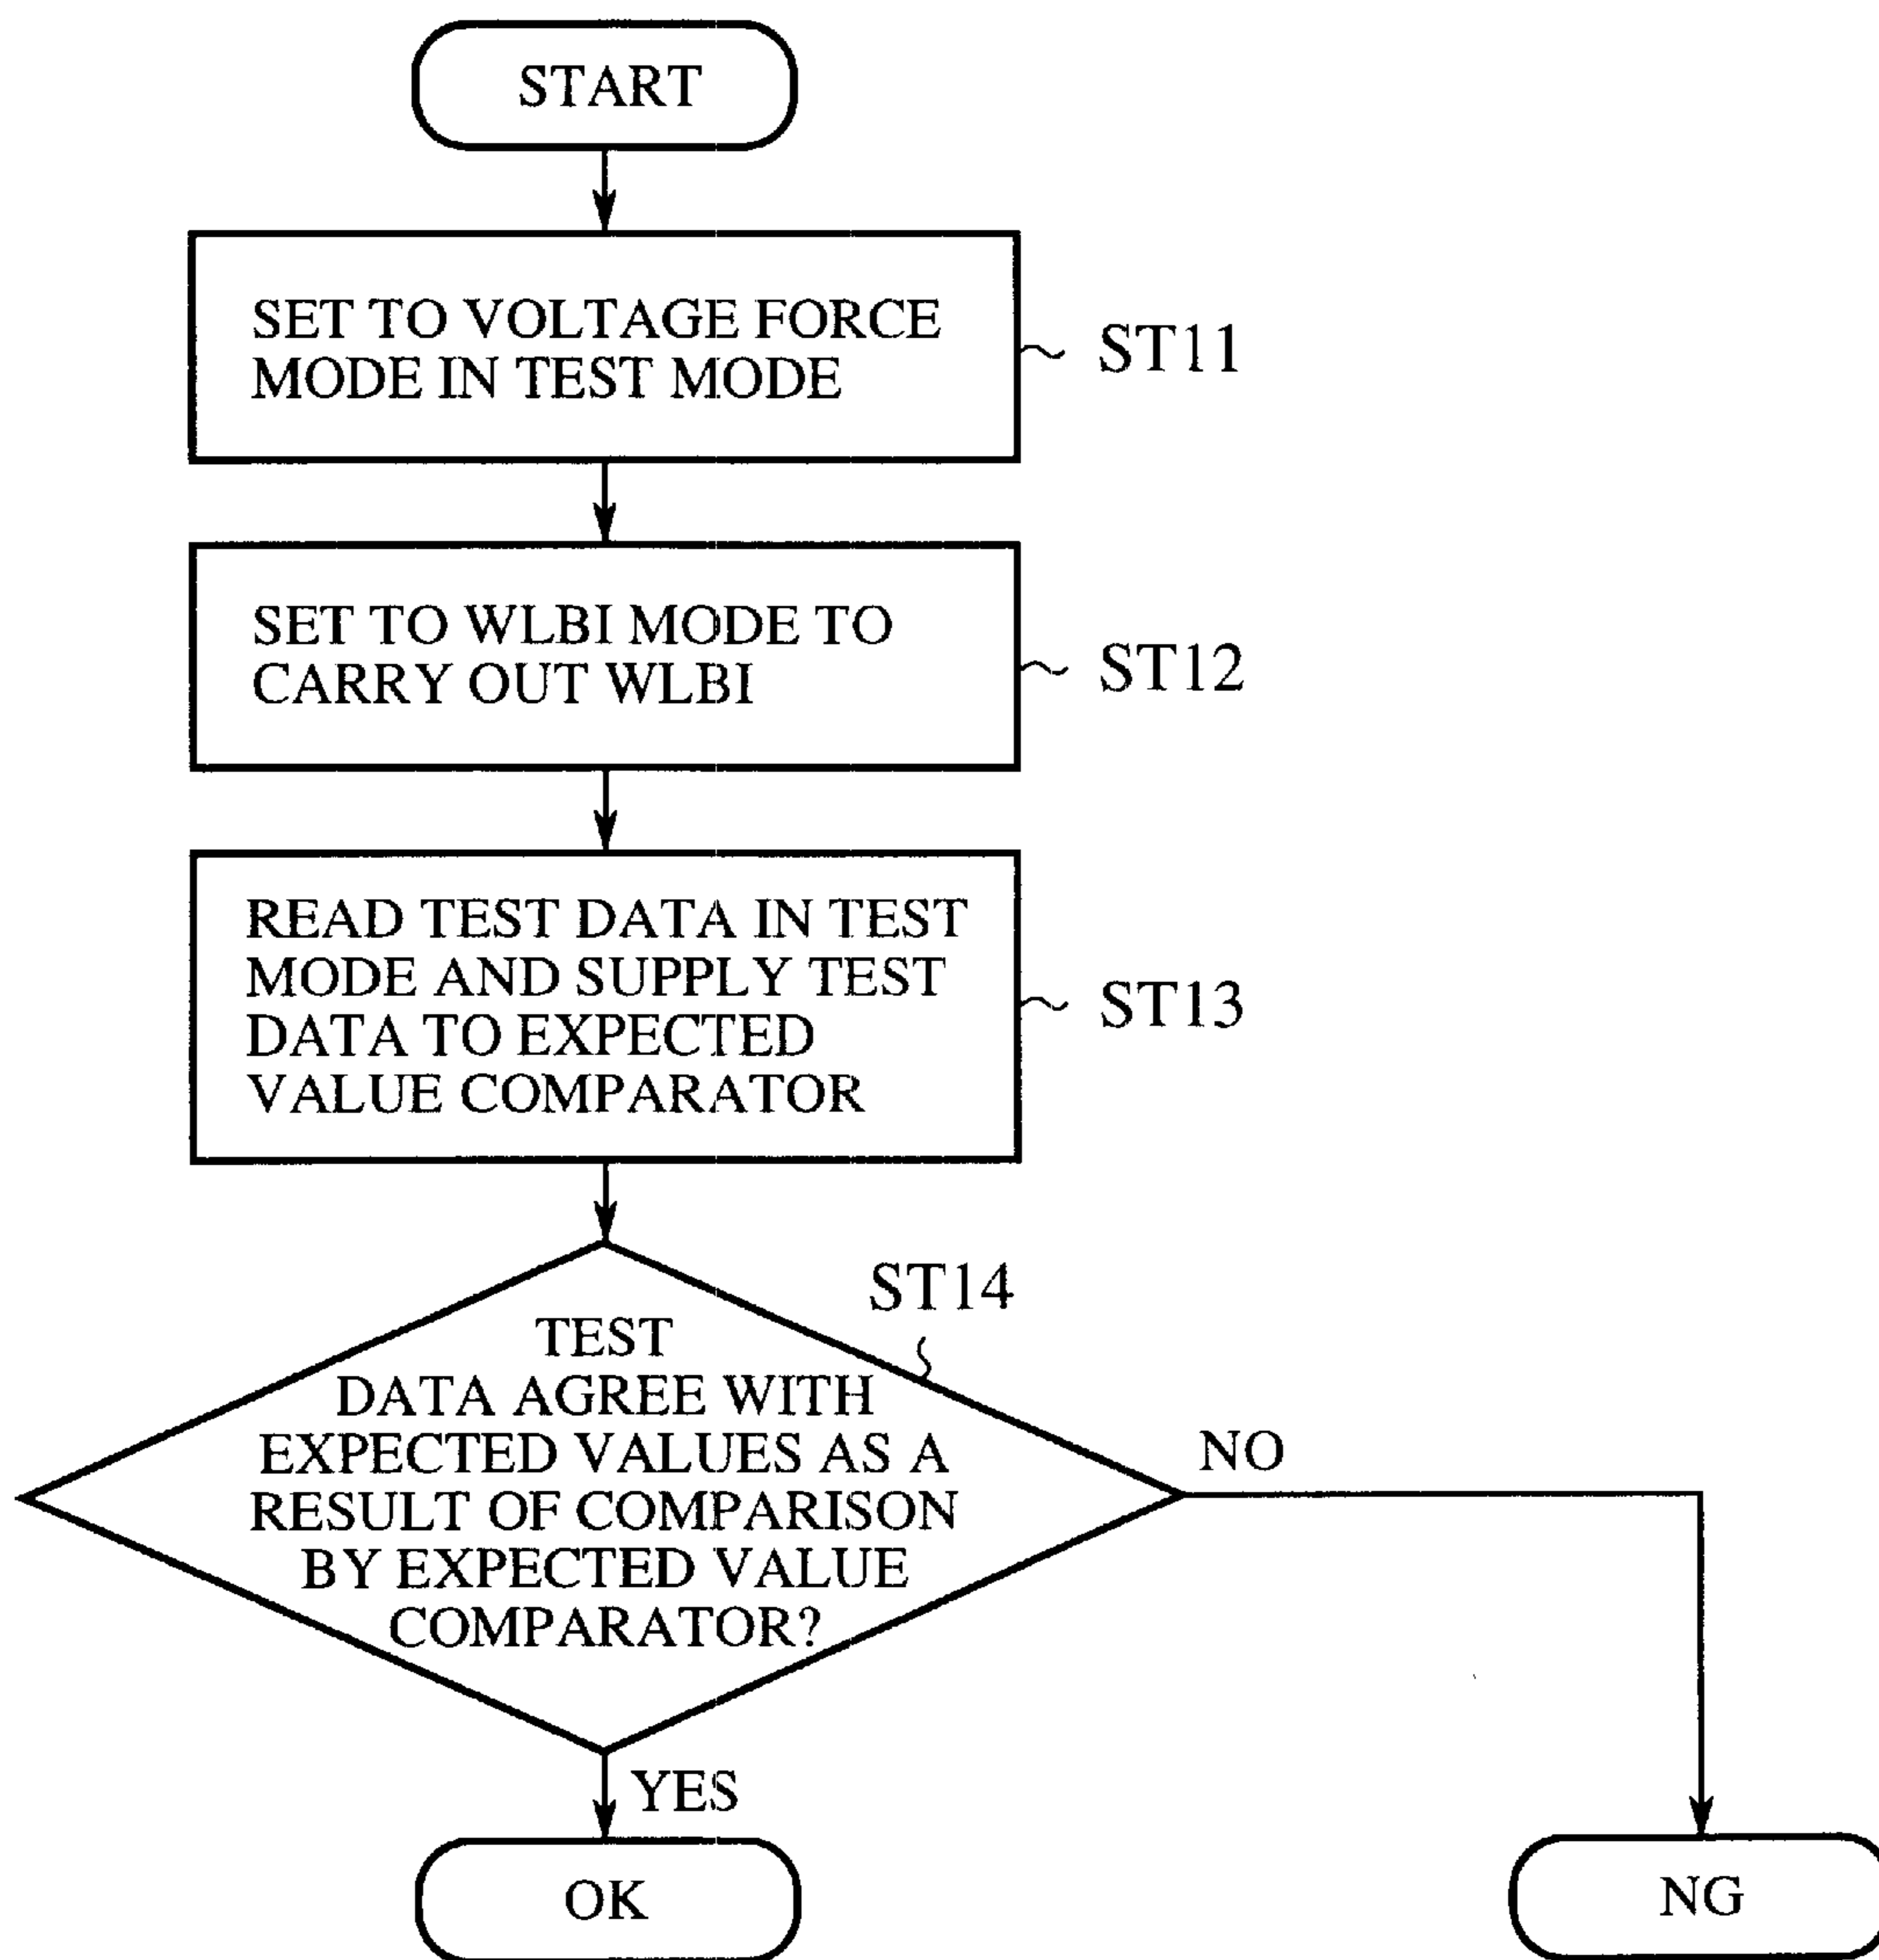 START
SET TO VOLTAGE FORCE
MODE IN TEST MODE
ST11
SET TO WLBI MODE TO
CARRY OUT WLBI
ST12
READ TEST DATA IN TEST
MODE AND SUPPLY TEST
DATA TO EXPECTED
VALUE COMPARATOR
ST13
ST14
TEST
DATA AGREE WITH
EXPECTED VALUES AS A
RESULT OF COMPARISON
BY EXPECTED VALUE
COMPARATOR?
NO
YES
OK
NG